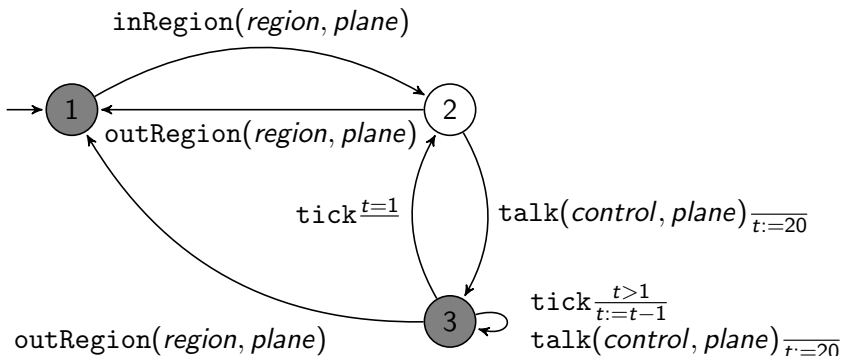 inRegion(region, plane)
1
2
outRegion(region, plane)
tick t=1
talk(control, plane) t:=20
3
tick t>1 t:=t−1
outRegion(region, plane)
talk(control, plane) t:=20